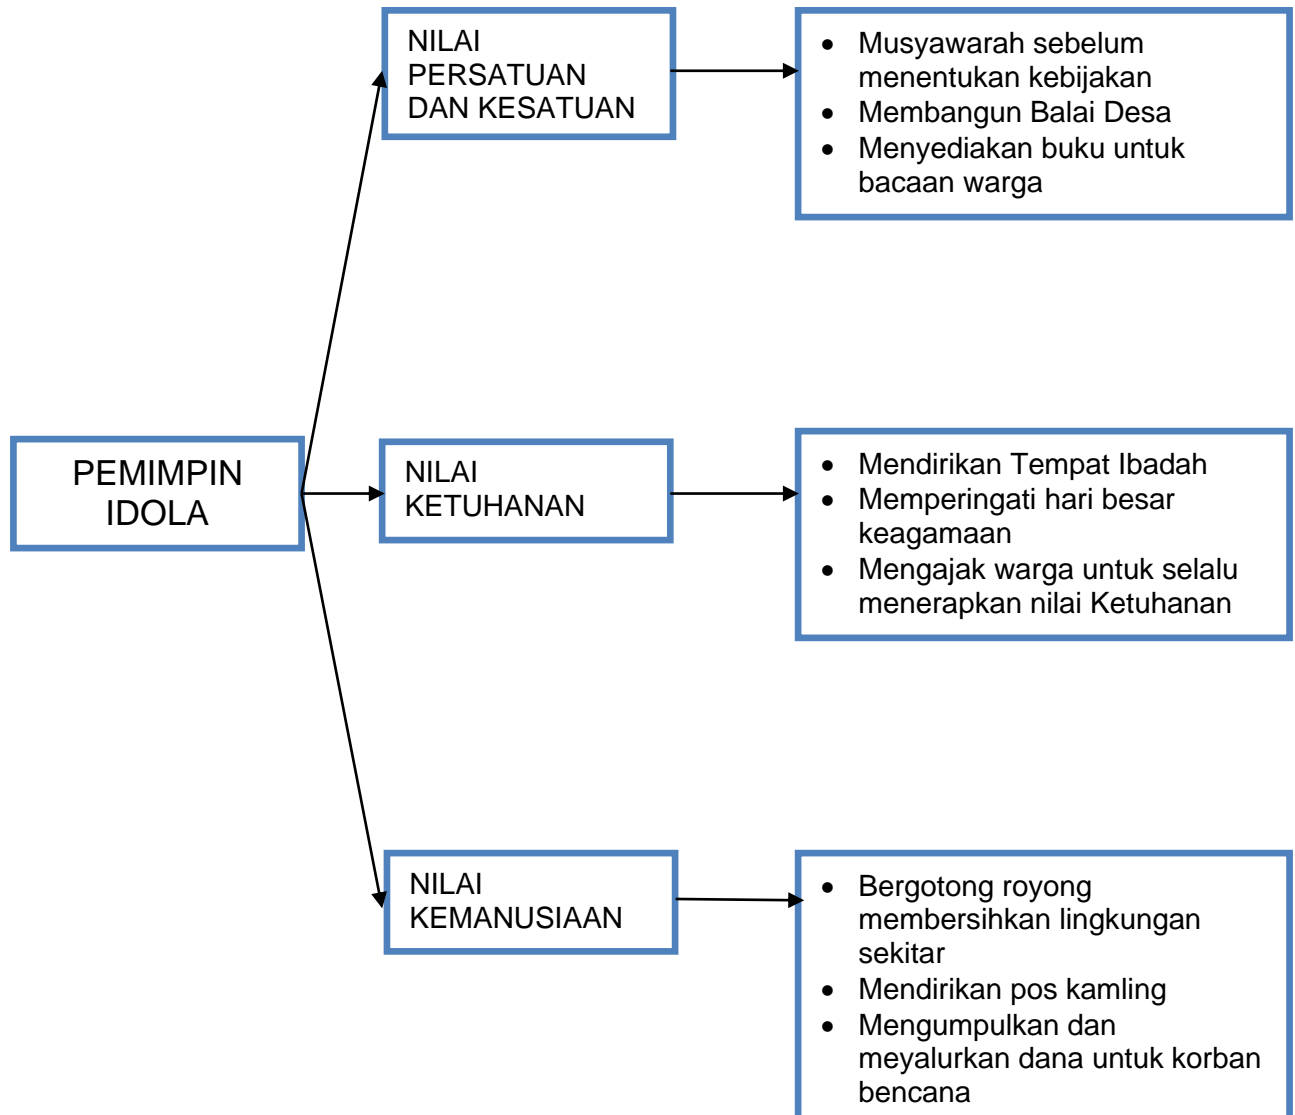 NILAI
PERSATUAN
DAN KESATUAN
• Musyawarah sebelum
menentukan kebijakan
• Membangun Balai Desa
• Menyediakan buku untuk
bacaan warga
PEMIMPIN
IDOLA
NILAI
KETUHANAN
• Mendirikan Tempat Ibadah
• Memperingati hari besar
keagamaan
• Mengajak warga untuk selalu
menerapkan nilai Ketuhanan
NILAI
KEMANUSIAAN
• Bergotong royong
membersihkan lingkungan
sekitar
• Mendirikan pos kamling
• Mengumpulkan dan
meyalurkan dana untuk korban
bencana